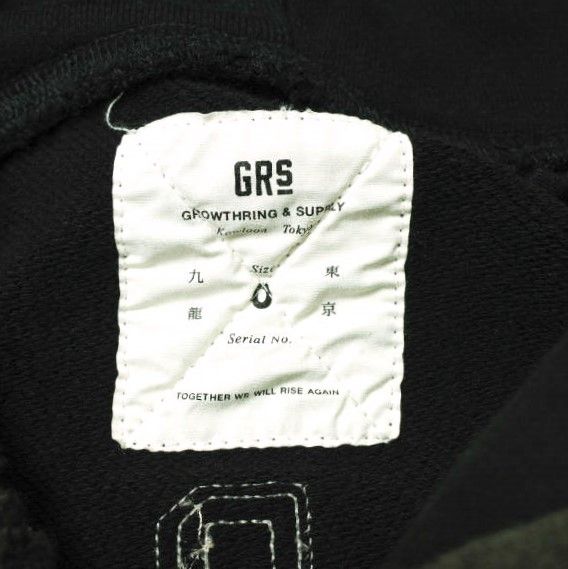 GRS
GROWTHRING & SUPPLY
Kowloon Tokyo
Size
九龍
東京
0
Serial No.
TOGETHER WE WILL RISE AGAIN